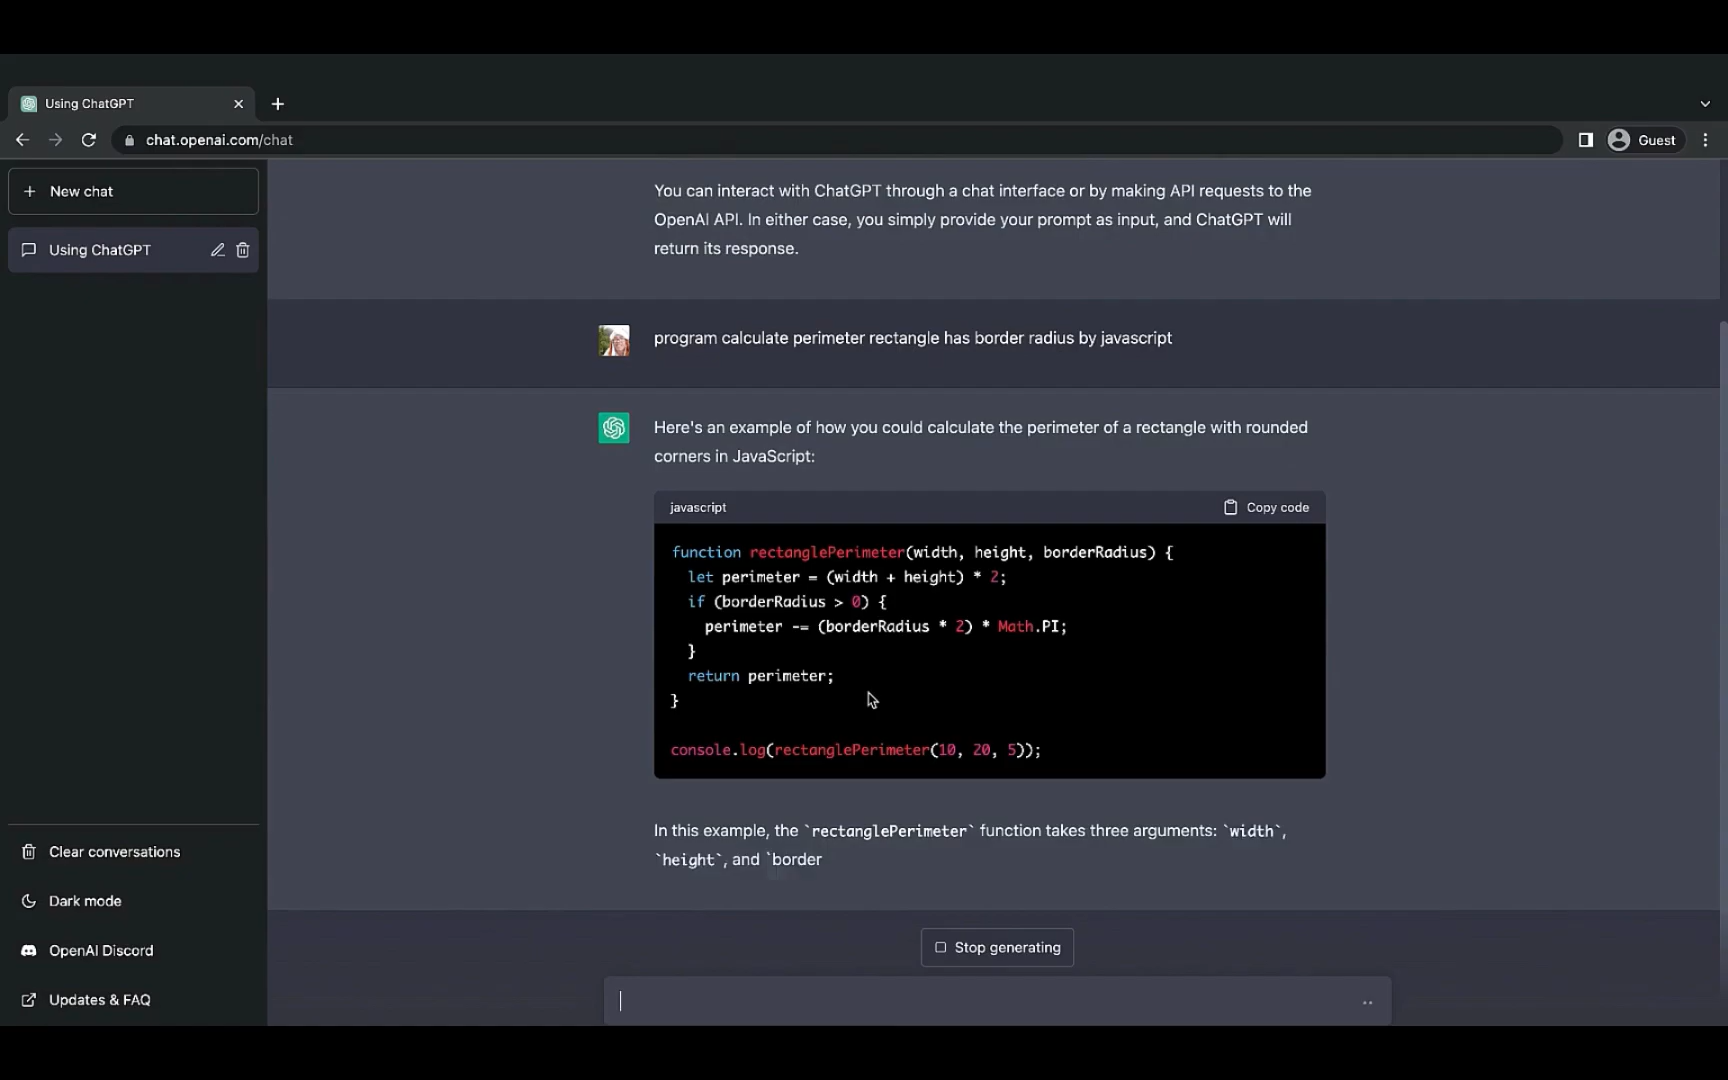 Using ChatGPT
chat.openai.com/chat
Guest
New chat
Using ChatGPT
You can interact with ChatGPT through a chat interface or by making API requests to the
OpenAI API. In either case, you simply provide your prompt as input, and ChatGPT will
return its response.
program calculate perimeter rectangle has border radius by javascript
Here's an example of how you could calculate the perimeter of a rectangle with rounded
corners in JavaScript:
javascript
Copy code
function rectanglePerimeter(width, height, borderRadius) {
  let perimeter = (width + height) * 2;
  if (borderRadius > 0) {
    perimeter -= (borderRadius * 2) * Math.PI;
  }
  return perimeter;
}
console.log(rectanglePerimeter(10, 20, 5));
In this example, the `rectanglePerimeter` function takes three arguments: `width`,
`height`, and `border
Clear conversations
Dark mode
OpenAI Discord
Updates & FAQ
Stop generating